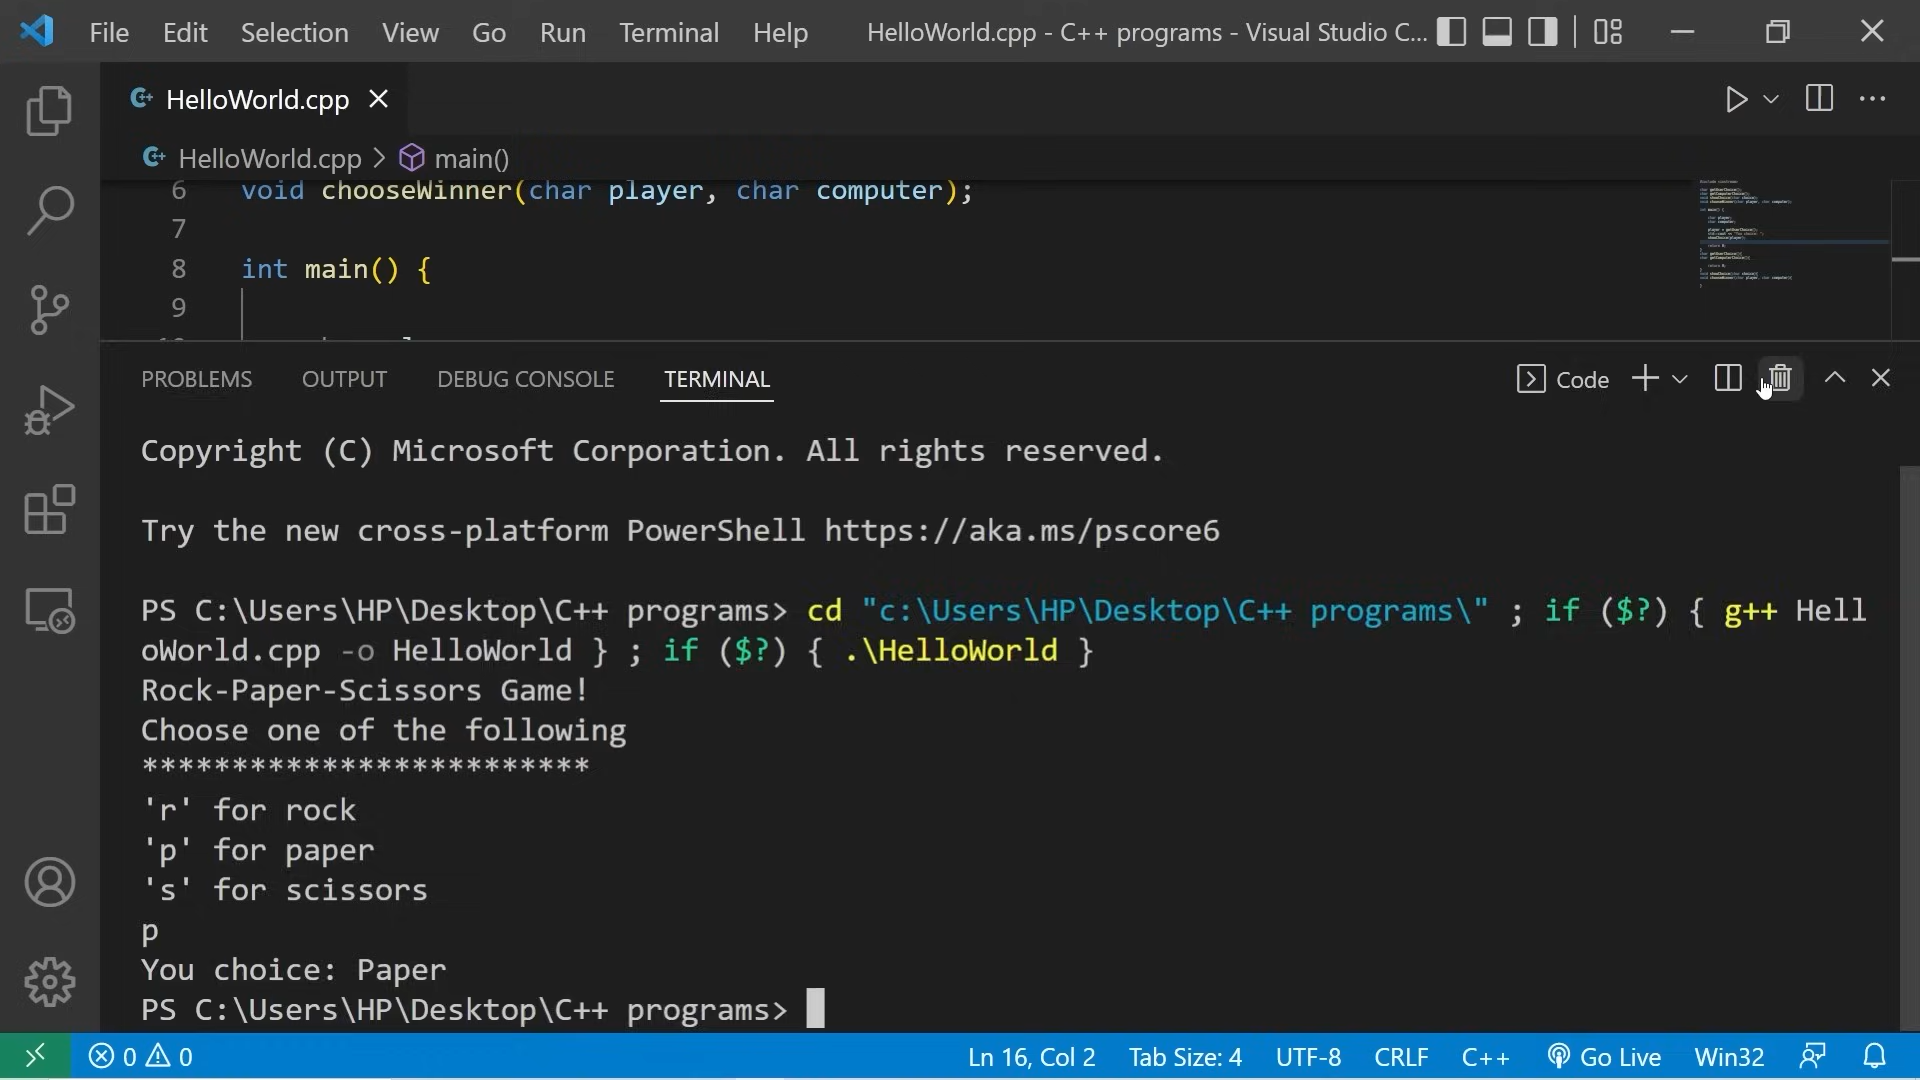 File Edit Selection View Go Run Terminal Help HelloWorld.cpp - C++ programs - Visual Studio C...
HelloWorld.cpp
HelloWorld.cpp > main()
6 void chooseWinner(char player, char computer);
7
8 int main() {
9
PROBLEMS OUTPUT DEBUG CONSOLE TERMINAL Code
Copyright (C) Microsoft Corporation. All rights reserved.
Try the new cross-platform PowerShell https://aka.ms/pscore6
PS C:\Users\HP\Desktop\C++ programs> cd "c:\Users\HP\Desktop\C++ programs\" ; if ($?) { g++ Hell
oWorld.cpp -o HelloWorld } ; if ($?) { .\HelloWorld }
Rock-Paper-Scissors Game!
Choose one of the following
*************************
'r' for rock
'p' for paper
's' for scissors
p
You choice: Paper
PS C:\Users\HP\Desktop\C++ programs>
0 0 Ln 16, Col 2 Tab Size: 4 UTF-8 CRLF C++ Go Live Win32